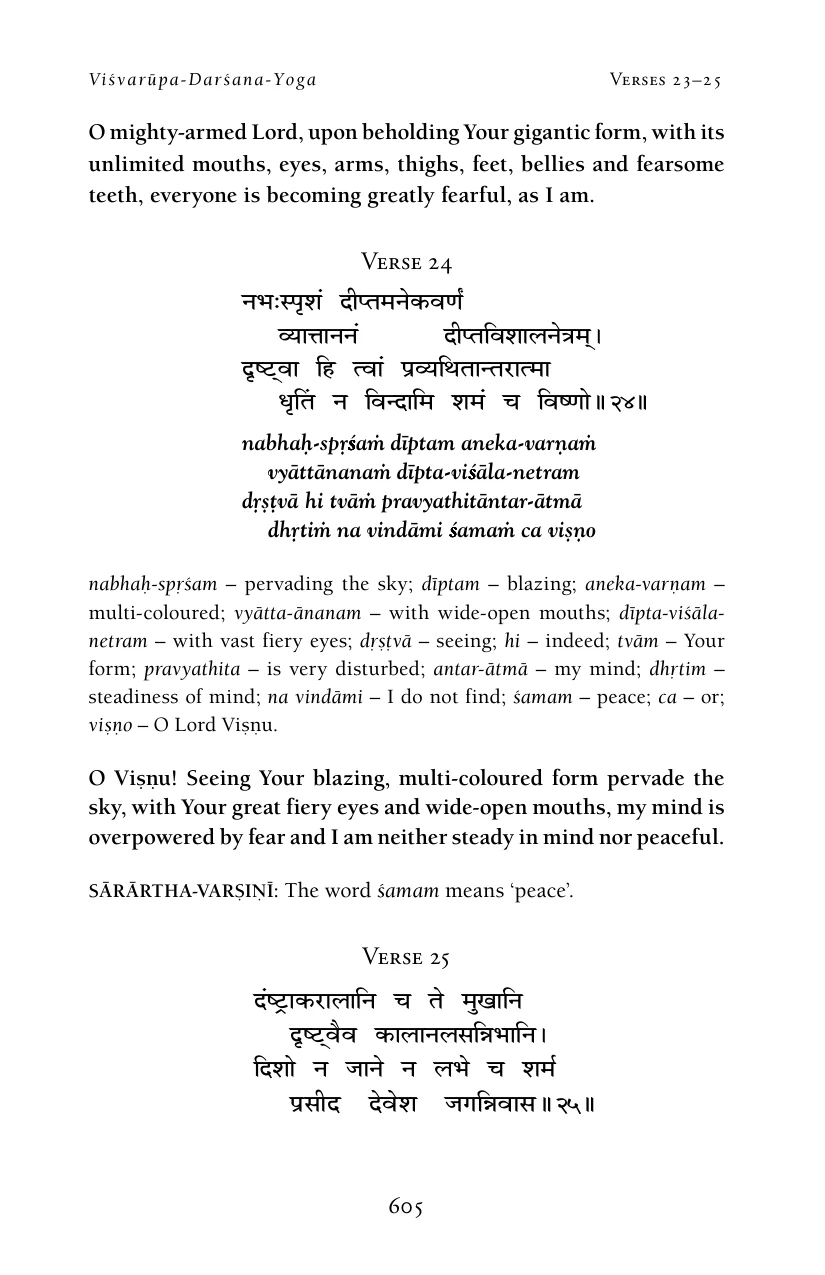 Viśvarūpa-Darśana-Yoga Verses 23–25
O mighty-armed Lord, upon beholding Your gigantic form, with its
unlimited mouths, eyes, arms, thighs, feet, bellies and fearsome
teeth, everyone is becoming greatly fearful, as I am.
Verse 24
नभःस्पृशं दीप्तमनेकवर्णं
व्यात्ताननं दीप्तविशालनेत्रम्।
दृष्ट्वा हि त्वां प्रव्यथितान्तरात्मा
धृतिं न विन्दामि शमं च विष्णो॥ २४॥
nabhaḥ-spṛśaṁ dīptam aneka-varṇaṁ
vyāttānanaṁ dīpta-viśāla-netram
dṛṣṭvā hi tvāṁ pravyathitāntar-ātmā
dhṛtiṁ na vindāmi śamaṁ ca viṣṇo
nabhaḥ-spṛśam – pervading the sky; dīptam – blazing; aneka-varṇam –
multi-coloured; vyātta-ānanam – with wide-open mouths; dīpta-viśāla-
netram – with vast fiery eyes; dṛṣṭvā – seeing; hi – indeed; tvām – Your
form; pravyathita – is very disturbed; antar-ātmā – my mind; dhṛtim –
steadiness of mind; na vindāmi – I do not find; śamam – peace; ca – or;
viṣṇo – O Lord Viṣṇu.
O Viṣṇu! Seeing Your blazing, multi-coloured form pervade the
sky, with Your great fiery eyes and wide-open mouths, my mind is
overpowered by fear and I am neither steady in mind nor peaceful.
SĀRĀRTHA-VARṢIṆĪ: The word śamam means ‘peace’.
Verse 25
दंष्ट्राकरालानि च ते मुखानि
दृष्ट्वैव कालानलसन्निभानि।
दिशो न जाने न लभे च शर्म
प्रसीद देवेश जगन्निवास॥ २५॥
605